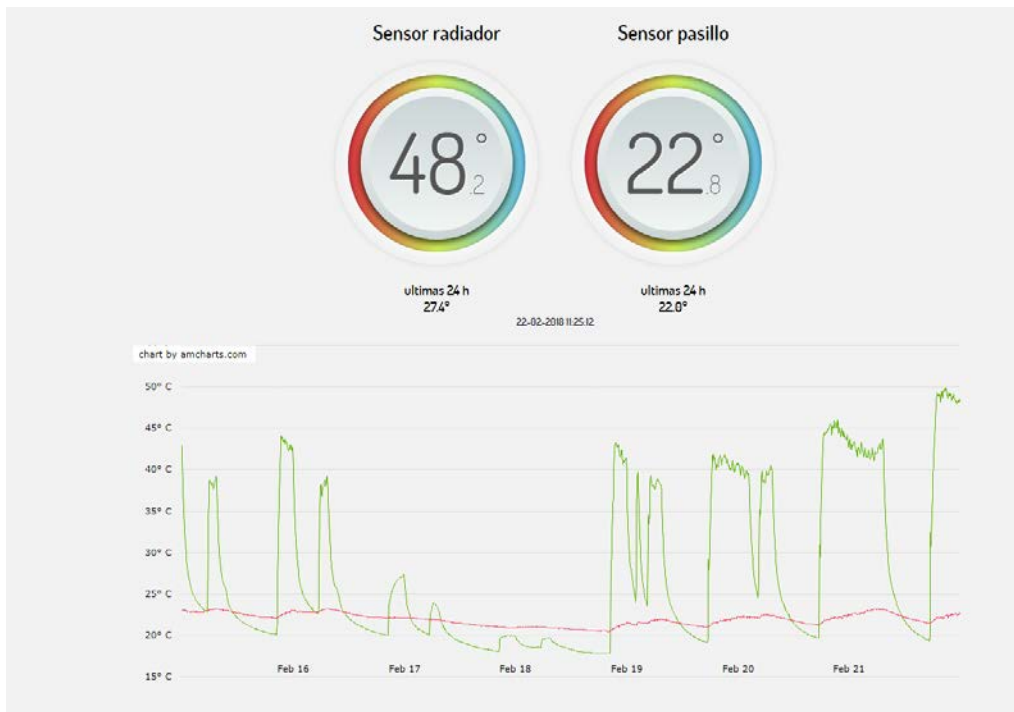 Sensor radiador
Sensor pasillo
48.2°
22.8°
ultimas 24 h
27.4°
ultimas 24 h
22.0°
22-02-2018 11:25:12
chart by amcharts.com
50° C
45° C
40° C
35° C
30° C
25° C
20° C
15° C
Feb 16
Feb 17
Feb 18
Feb 19
Feb 20
Feb 21